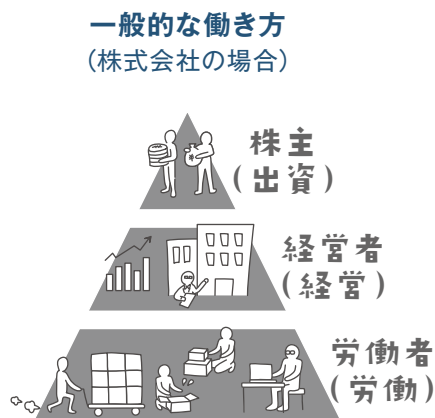 一般的な働き方
（株式会社の場合）
株主
(出資)
経営者
(経営)
労働者
(労働)